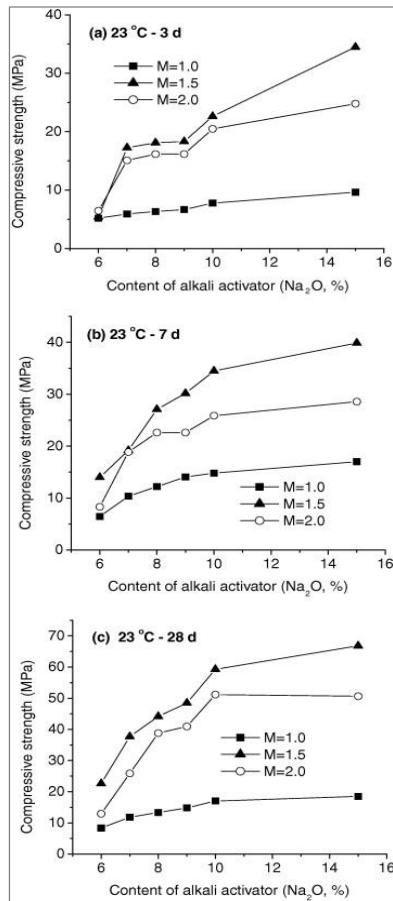 (a) 23 °C - 3 d
M=1.0
M=1.5
M=2.0
Compressive strength (MPa)
40
30
20
10
0
6 8 10 12 14 16
Content of alkali activator (Na₂O, %)
(b) 23 °C - 7 d
M=1.0
M=1.5
M=2.0
Compressive strength (MPa)
40
30
20
10
0
6 8 10 12 14 16
Content of alkali activator (Na₂O, %)
(c) 23 °C - 28 d
M=1.0
M=1.5
M=2.0
Compressive strength (MPa)
70
60
50
40
30
20
10
0
6 8 10 12 14 16
Content of alkali activator (Na₂O, %)